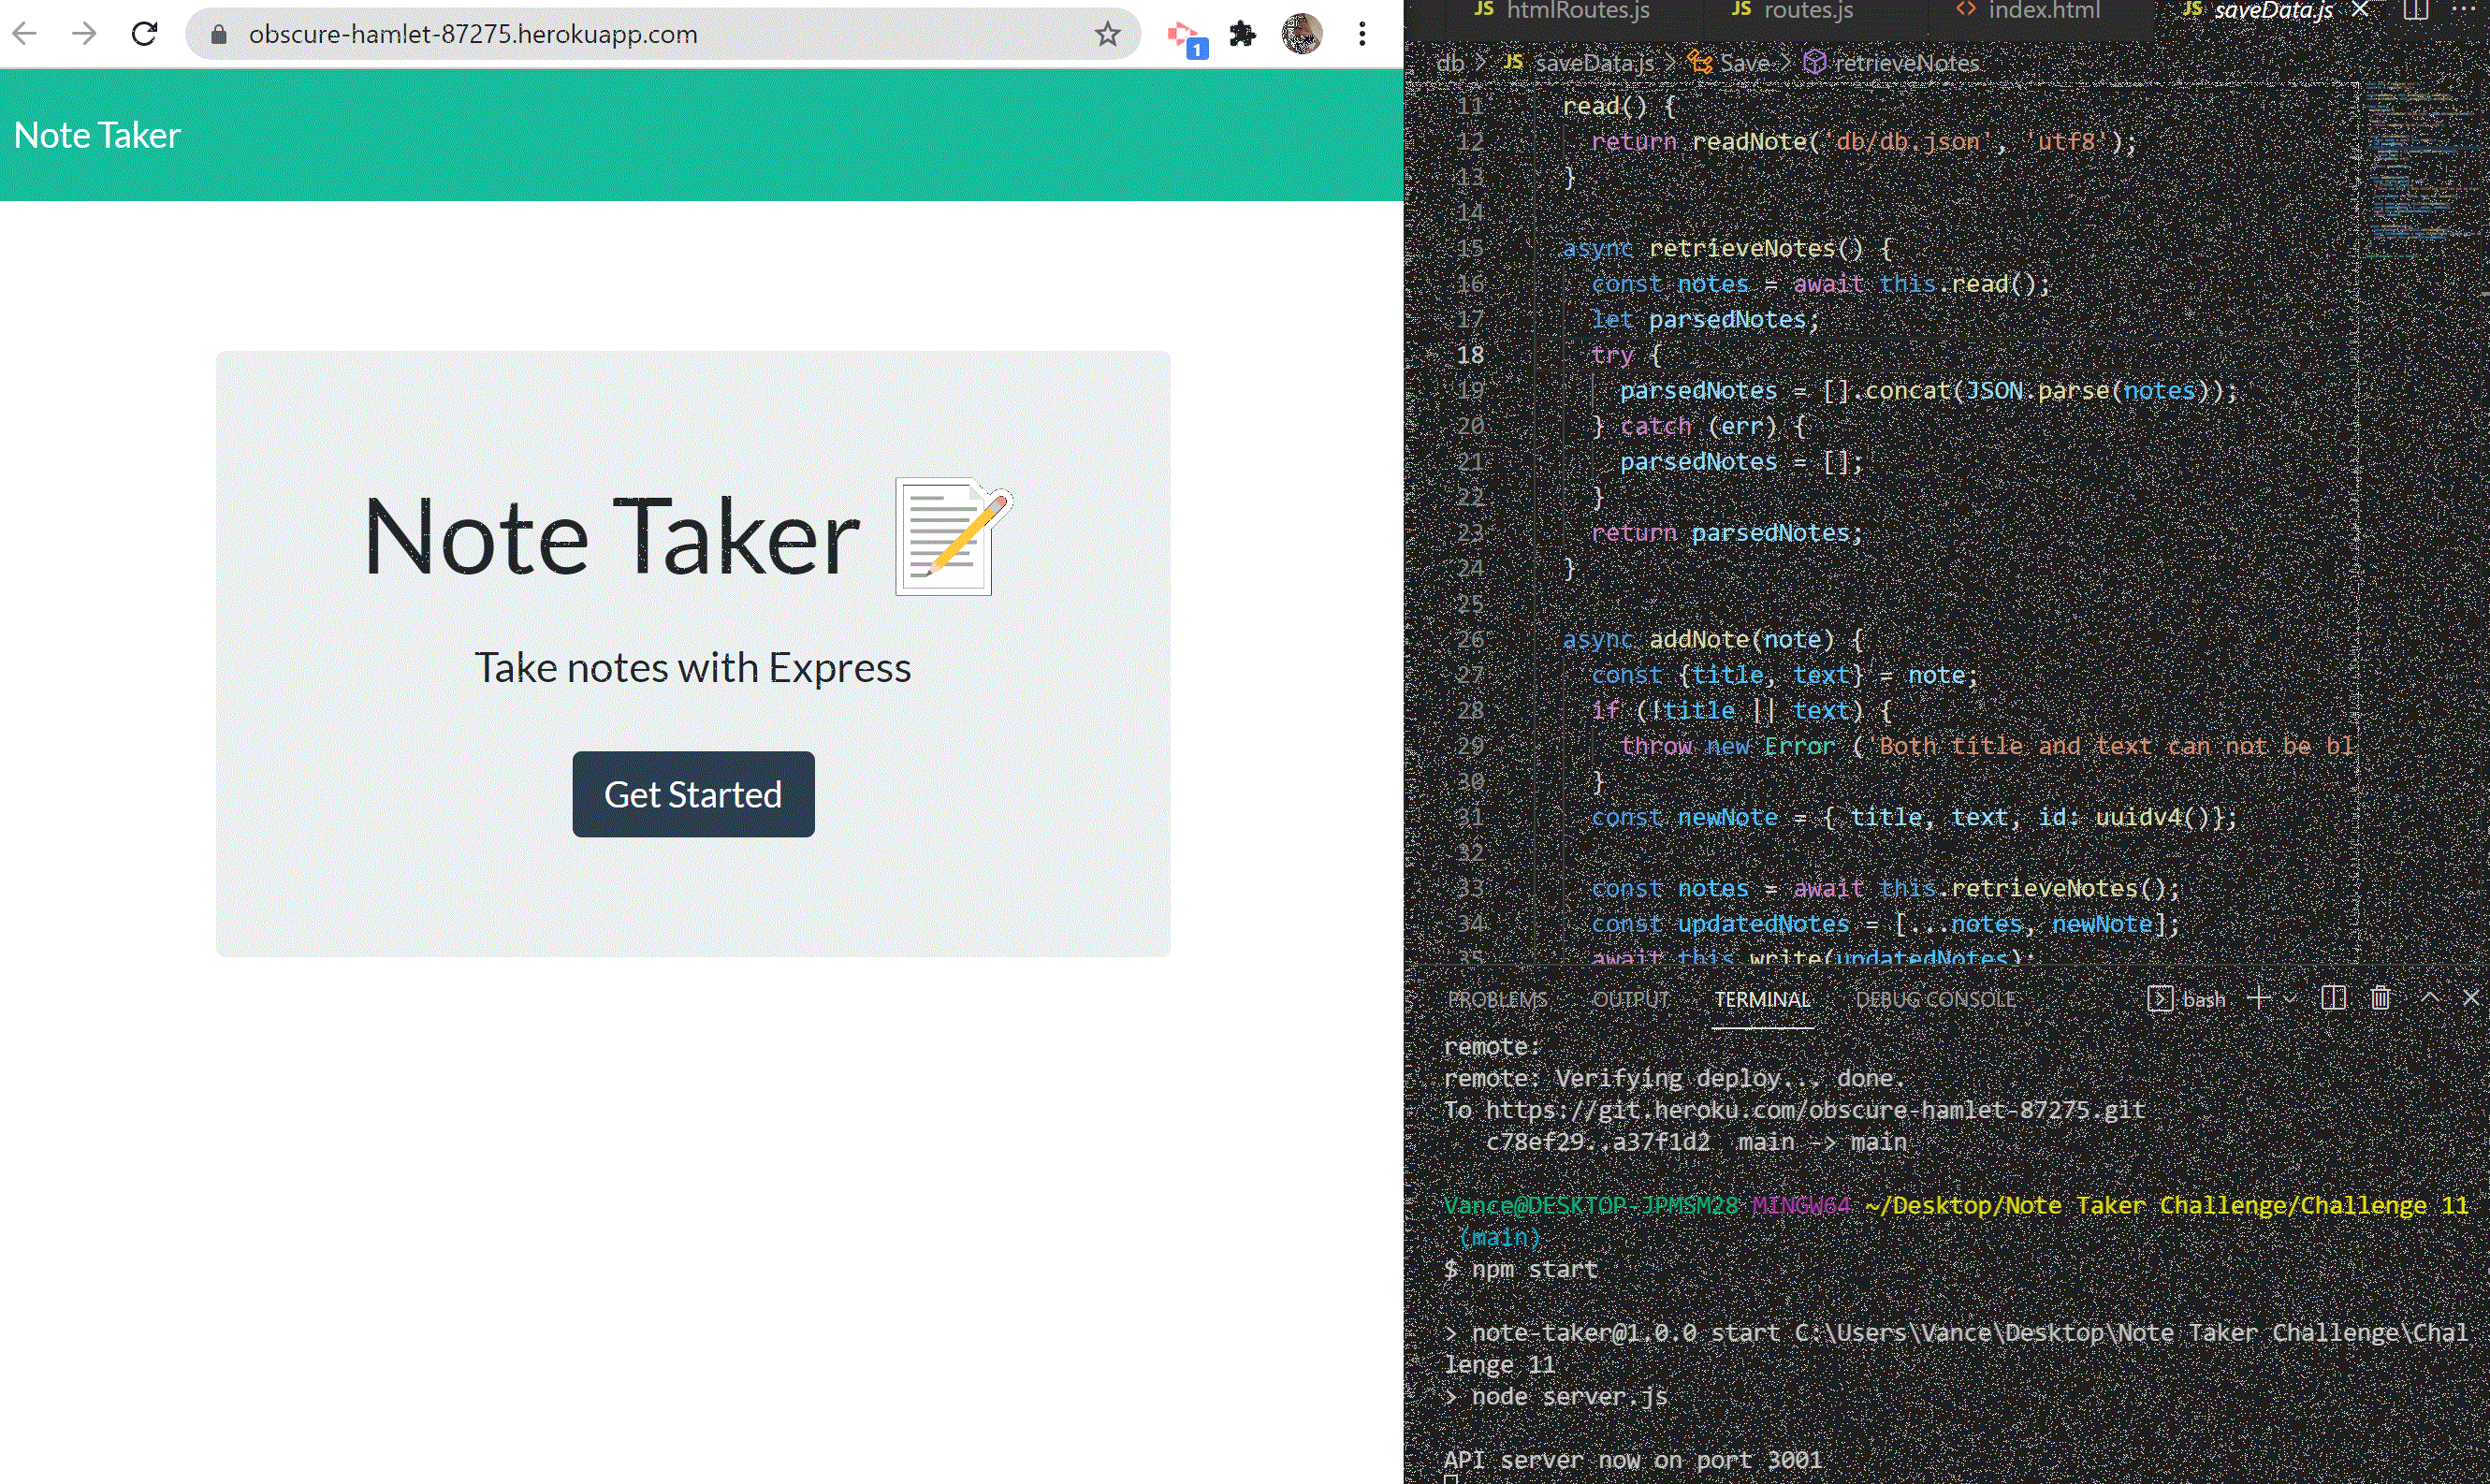 obscure-hamlet-87275.herokuapp.com
1
Note Taker
Note Taker
Take notes with Express
Get Started
JS htmlRoutes.js JS routes.js <> index.html JS saveData.js
db > JS saveData.js > Save > retrieveNotes
11 read() {
12 return readNote('db/db.json', 'utf8');
13 }
14
15 async retrieveNotes() {
16 const notes = await this.read();
17 let parsedNotes;
18 try {
19 parsedNotes = [].concat(JSON.parse(notes));
20 } catch (err) {
21 parsedNotes = [];
22 }
23 return parsedNotes;
24 }
25
26 async addNote(note) {
27 const {title, text} = note;
28 if (!title || text) {
29 throw new Error ('Both title and text can not be bl
30 }
31 const newNote = { title, text, id: uuidv4()};
32
33 const notes = await this.retrieveNotes();
34 const updatedNotes = [...notes, newNote];
35 await this.write(updatedNotes);
PROBLEMS OUTPUT TERMINAL DEBUG CONSOLE bash
remote:
remote: Verifying deploy... done.
To https://git.heroku.com/obscure-hamlet-87275.git
c78ef29..a37f1d2 main -> main
Vance@DESKTOP-JPMSM28 MINGW64 ~/Desktop/Note Taker Challenge/Challenge 11
(main)
$ npm start
> note-taker@1.0.0 start C:\Users\Vance\Desktop\Note Taker Challenge\Chal
lenge 11
> node server.js
API server now on port 3001